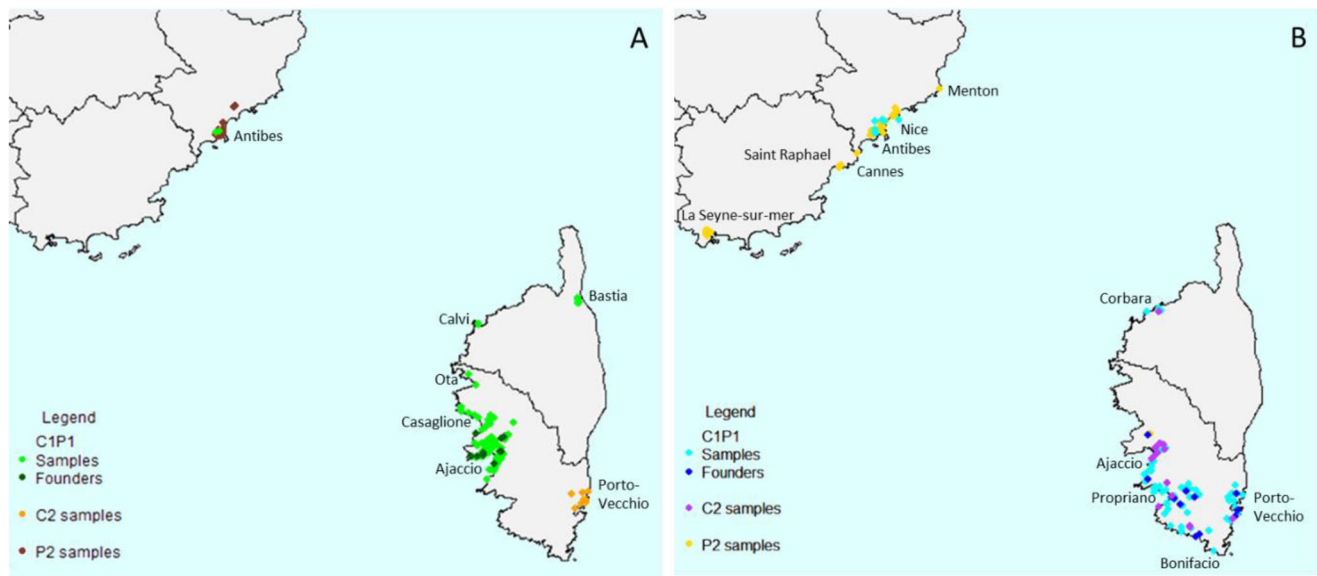 A
Antibes
Bastia
Calvi
Ota
Casaglione
Ajaccio
Porto-
Vecchio
Legend
C1P1
Samples
Founders
C2 samples
P2 samples
B
Menton
Nice
Antibes
Saint Raphael
Cannes
La Seyne-sur-mer
Corbara
Ajaccio
Propriano
Porto-
Vecchio
Bonifacio
Legend
C1P1
Samples
Founders
C2 samples
P2 samples